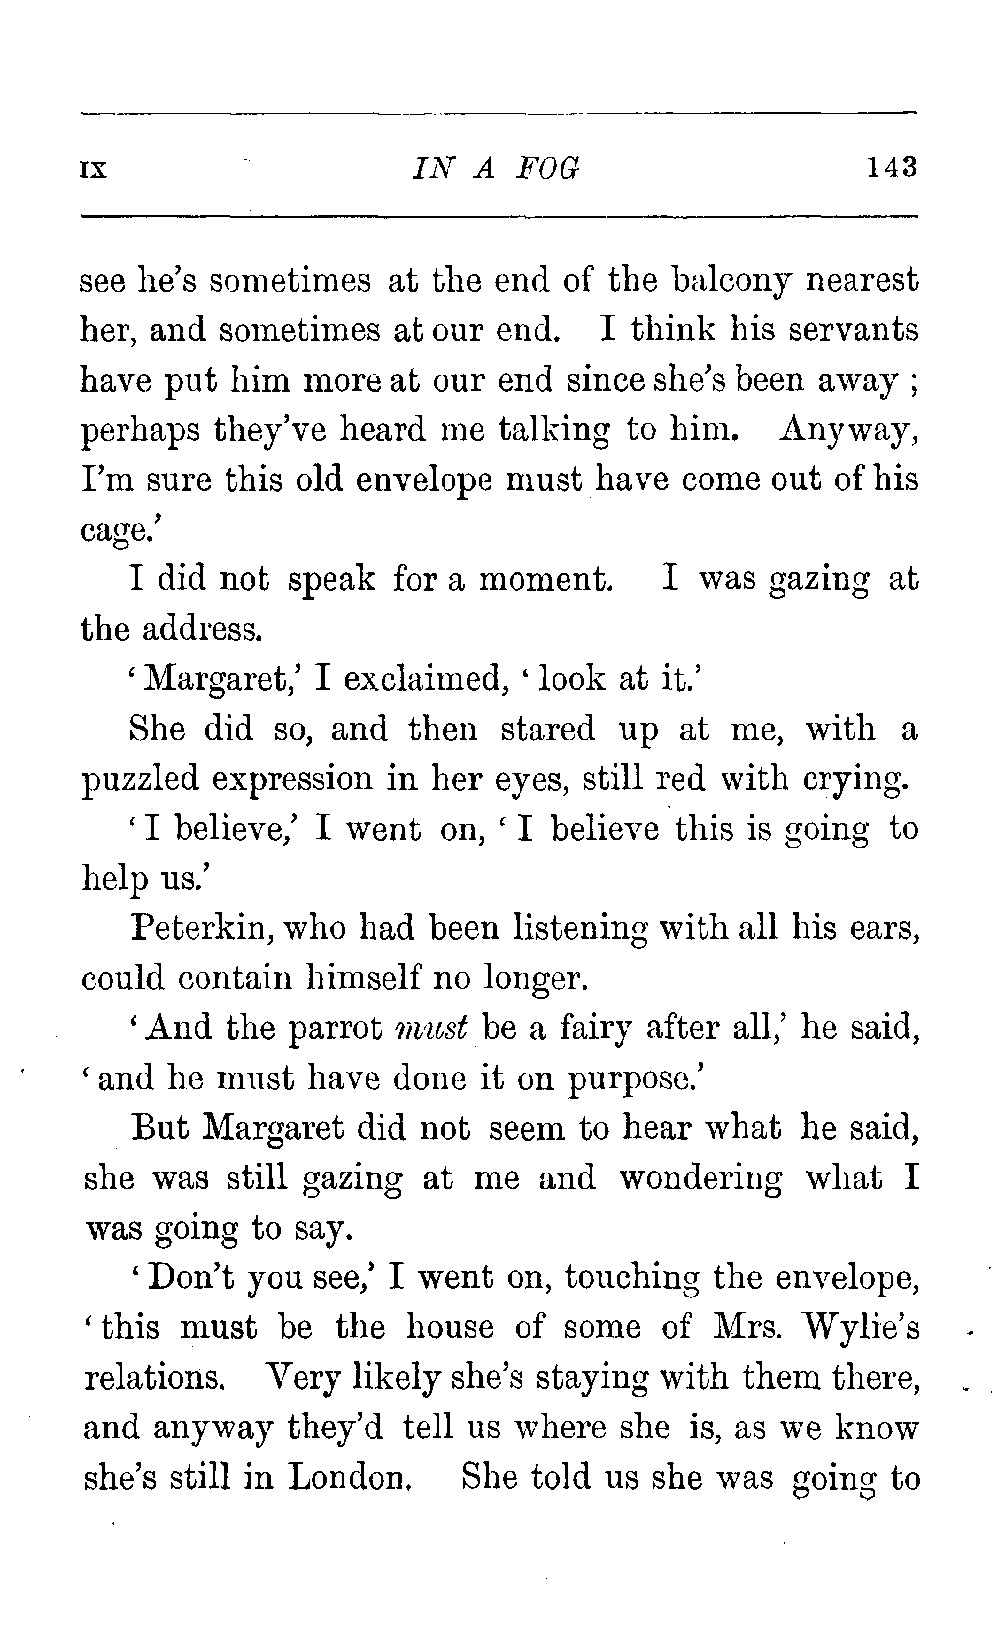 IX IN A FOG 143
see he's sometimes at the end of the balcony nearest
her, and sometimes at our end. I think his servants
have put him more at our end since she's been away ;
perhaps they've heard me talking to him. Anyway,
I'm sure this old envelope must have come out of his
cage.'
I did not speak for a moment. I was gazing at
the address.
‘ Margaret,’ I exclaimed, ‘ look at it.’
She did so, and then stared up at me, with a
puzzled expression in her eyes, still red with crying.
‘ I believe,’ I went on, ‘ I believe this is going to
help us.’
Peterkin, who had been listening with all his ears,
could contain himself no longer.
‘ And the parrot must be a fairy after all,’ he said,
‘ and he must have done it on purpose.’
But Margaret did not seem to hear what he said,
she was still gazing at me and wondering what I
was going to say.
‘ Don't you see,’ I went on, touching the envelope,
‘ this must be the house of some of Mrs. Wylie's
relations. Very likely she's staying with them there,
and anyway they'd tell us where she is, as we know
she's still in London. She told us she was going to